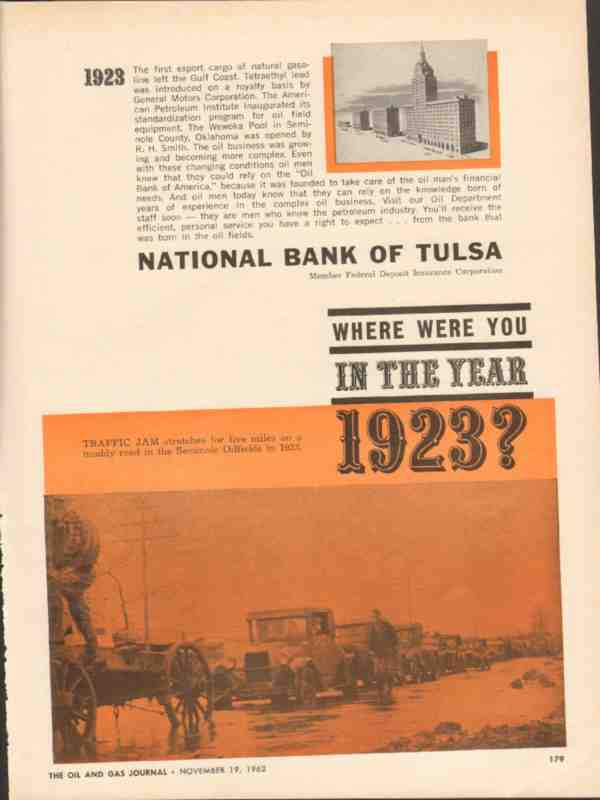 1923
The first export cargo of natural gaso-
line left the Gulf Coast. Tetraethyl lead
was introduced on a royalty basis by
General Motors Corporation. The Ameri-
can Petroleum Institute inaugurated its
standardization program for oil field
equipment. The Wewoka Pool in Semi-
nole County, Oklahoma was opened by
R. H. Smith. The oil business was grow-
ing and becoming more complex. Even
with these changing conditions oil men
knew that they could rely on the "Oil
Bank of America," because it was founded to take care of the oil man's financial
needs. And oil men today know that they can rely on the knowledge born of
years of experience in the complex oil business. Visit our Oil Department
staff soon — they are men who know the petroleum industry. You'll receive the
efficient, personal service you have a right to expect . . . from the bank that
was born in the oil fields.
NATIONAL BANK OF TULSA
Member Federal Deposit Insurance Corporation
WHERE WERE YOU
IN THE YEAR
1923?
TRAFFIC JAM stretches for five miles on a
muddy road in the Seminole Oilfields in 1923.
THE OIL AND GAS JOURNAL • NOVEMBER 19, 1962
179